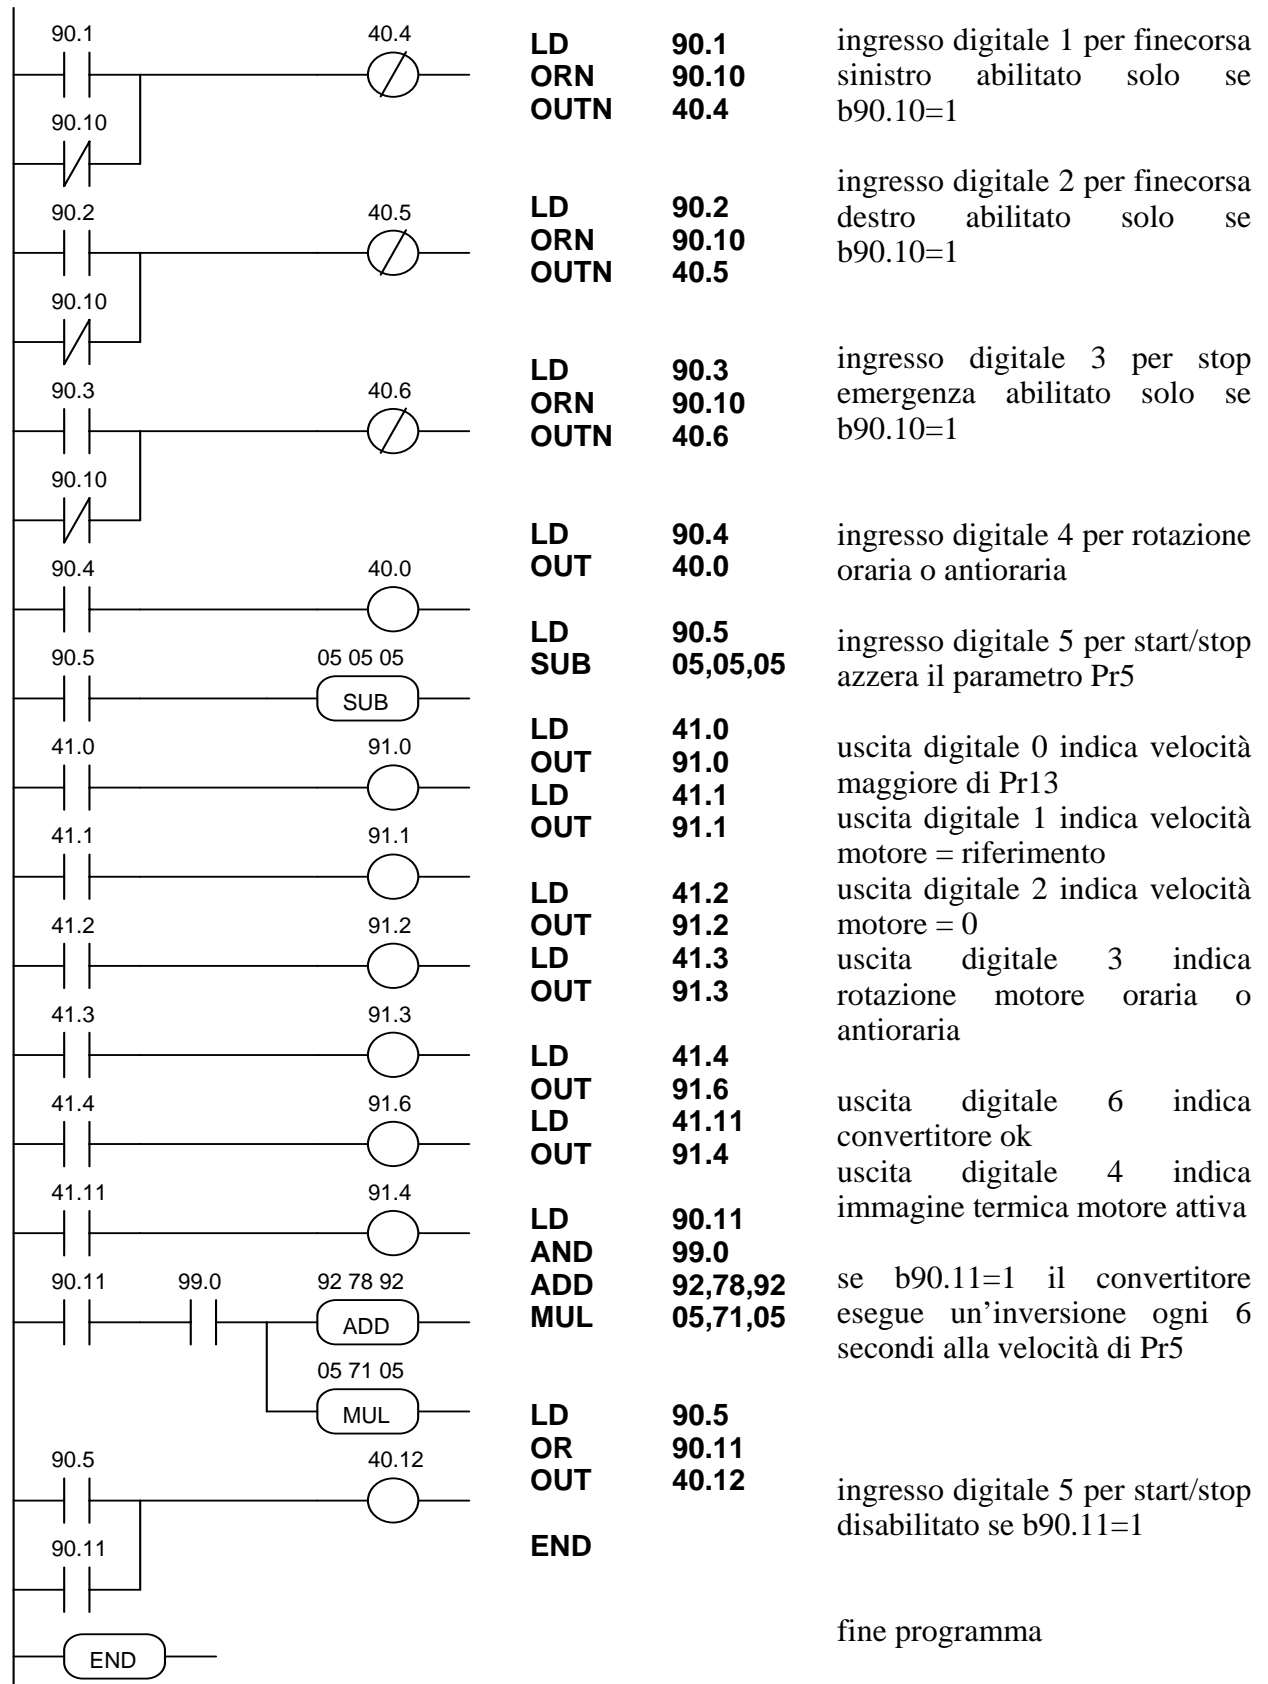 90.1 40.4
90.10
90.2 40.5
90.10
90.3 40.6
90.10
90.4 40.0
90.5 05 05 05
SUB
41.0 91.0
41.1 91.1
41.2 91.2
41.3 91.3
41.4 91.6
41.11 91.4
90.11 99.0 92 78 92
ADD
05 71 05
MUL
90.5 40.12
90.11
END
LD 90.1
ORN 90.10
OUTN 40.4
LD 90.2
ORN 90.10
OUTN 40.5
LD 90.3
ORN 90.10
OUTN 40.6
LD 90.4
OUT 40.0
LD 90.5
SUB 05,05,05
LD 41.0
OUT 91.0
LD 41.1
OUT 91.1
LD 41.2
OUT 91.2
LD 41.3
OUT 91.3
LD 41.4
OUT 91.6
LD 41.11
OUT 91.4
LD 90.11
AND 99.0
ADD 92,78,92
MUL 05,71,05
LD 90.5
OR 90.11
OUT 40.12
END
ingresso digitale 1 per finecorsa
sinistro abilitato solo se
b90.10=1
ingresso digitale 2 per finecorsa
destro abilitato solo se
b90.10=1
ingresso digitale 3 per stop
emergenza abilitato solo se
b90.10=1
ingresso digitale 4 per rotazione
oraria o antioraria
ingresso digitale 5 per start/stop
azzera il parametro Pr5
uscita digitale 0 indica velocità
maggiore di Pr13
uscita digitale 1 indica velocità
motore = riferimento
uscita digitale 2 indica velocità
motore = 0
uscita digitale 3 indica
rotazione motore oraria o
antioraria
uscita digitale 6 indica
convertitore ok
uscita digitale 4 indica
immagine termica motore attiva
se b90.11=1 il convertitore
esegue un’inversione ogni 6
secondi alla velocità di Pr5
ingresso digitale 5 per start/stop
disabilitato se b90.11=1
fine programma